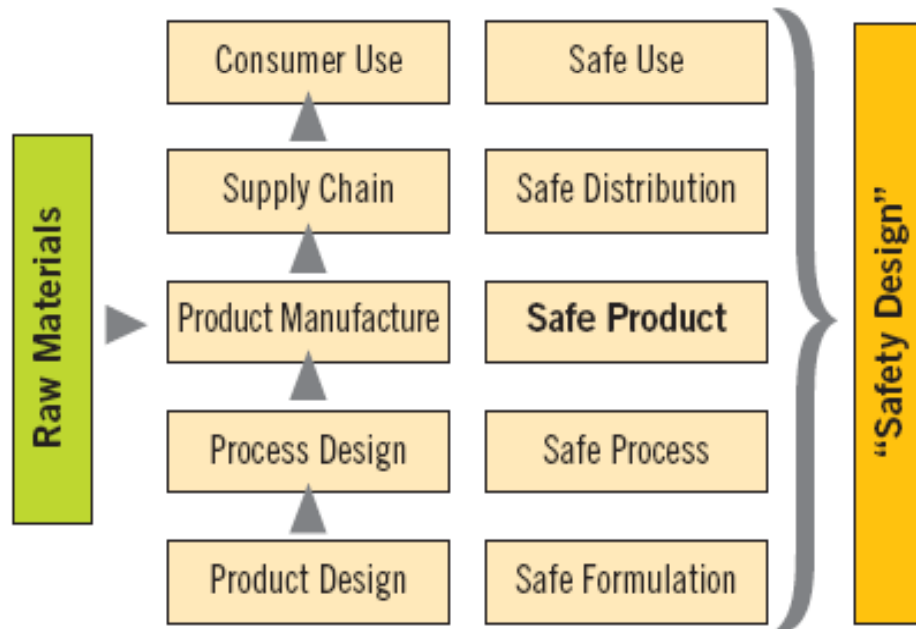 Raw Materials
Consumer Use
Safe Use
Supply Chain
Safe Distribution
Product Manufacture
Safe Product
Process Design
Safe Process
Product Design
Safe Formulation
“Safety Design”